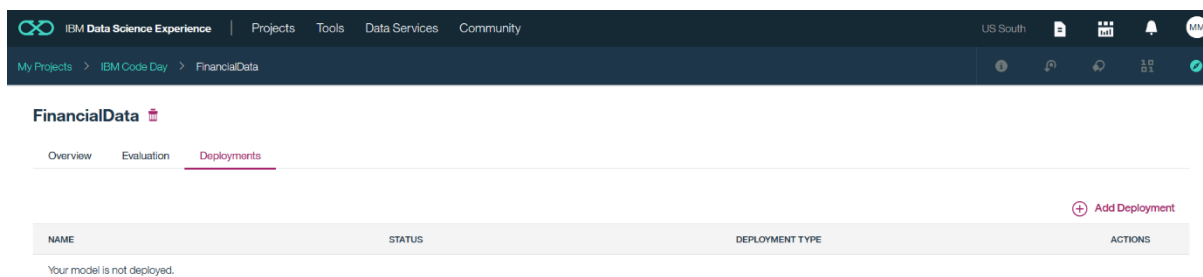 IBM Data Science Experience | Projects Tools Data Services Community US South MM
My Projects > IBM Code Day > FinancialData
FinancialData
Overview Evaluation Deployments
Add Deployment
NAME STATUS DEPLOYMENT TYPE ACTIONS
Your model is not deployed.